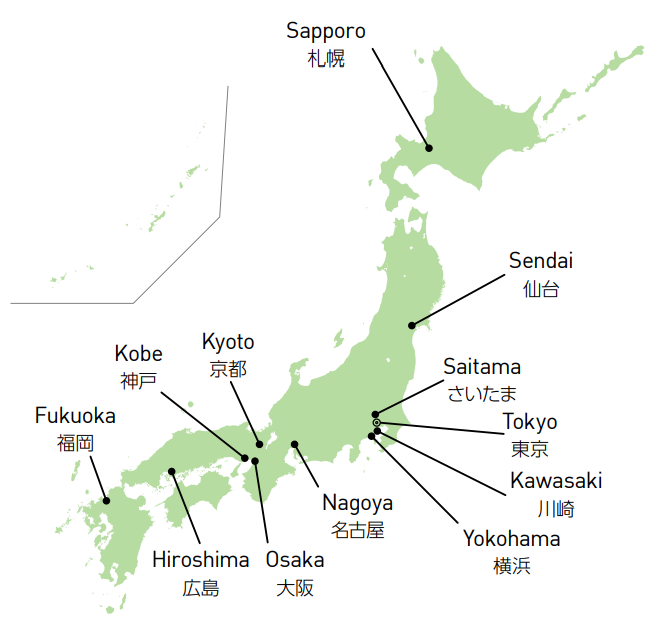 Sapporo
札幌
Sendai
仙台
Saitama
さいたま
Tokyo
東京
Kawasaki
川崎
Yokohama
横浜
Kyoto
京都
Kobe
神戸
Fukuoka
福岡
Nagoya
名古屋
Hiroshima
広島
Osaka
大阪